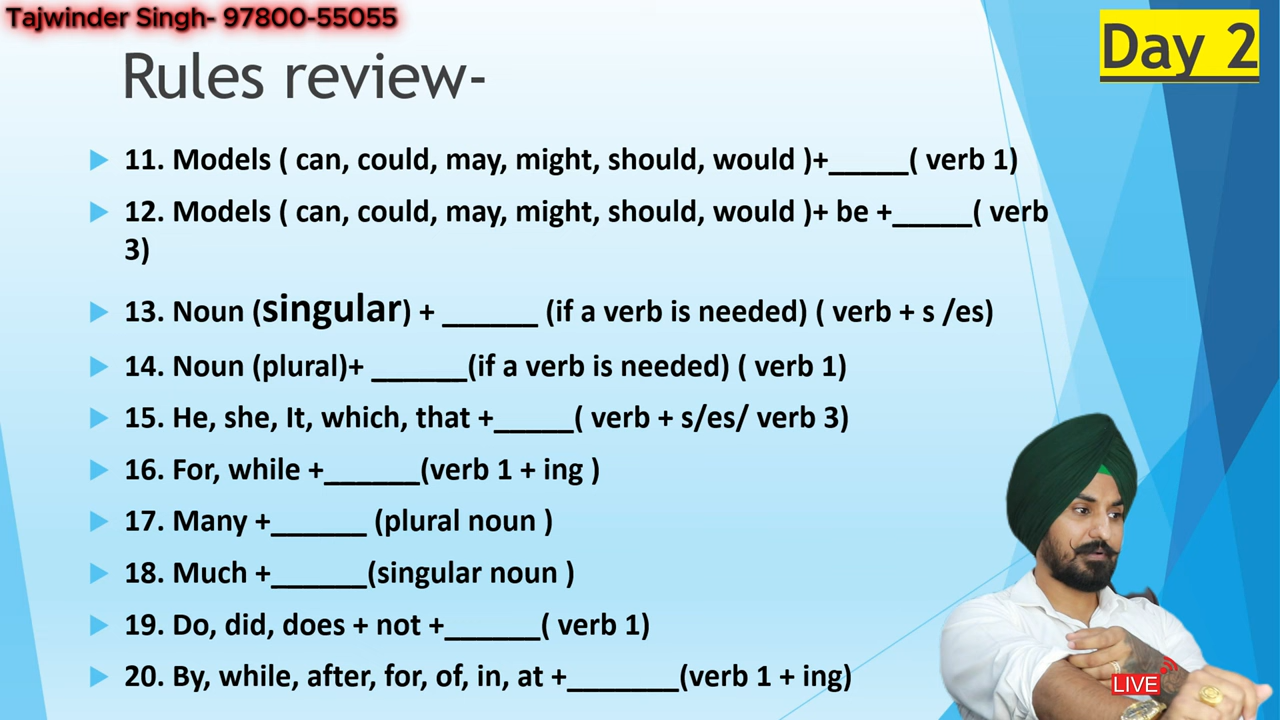 Tajwinder Singh- 97800-55055
Day 2
Rules review-
11. Models ( can, could, may, might, should, would )+_____( verb 1)
12. Models ( can, could, may, might, should, would )+ be +_____( verb
3)
13. Noun (singular) + ______ (if a verb is needed) ( verb + s /es)
14. Noun (plural)+ ______(if a verb is needed) ( verb 1)
15. He, she, It, which, that +_____( verb + s/es/ verb 3)
16. For, while +______(verb 1 + ing )
17. Many +______ (plural noun )
18. Much +______(singular noun )
19. Do, did, does + not +______( verb 1)
20. By, while, after, for, of, in, at +_______(verb 1 + ing)
LIVE